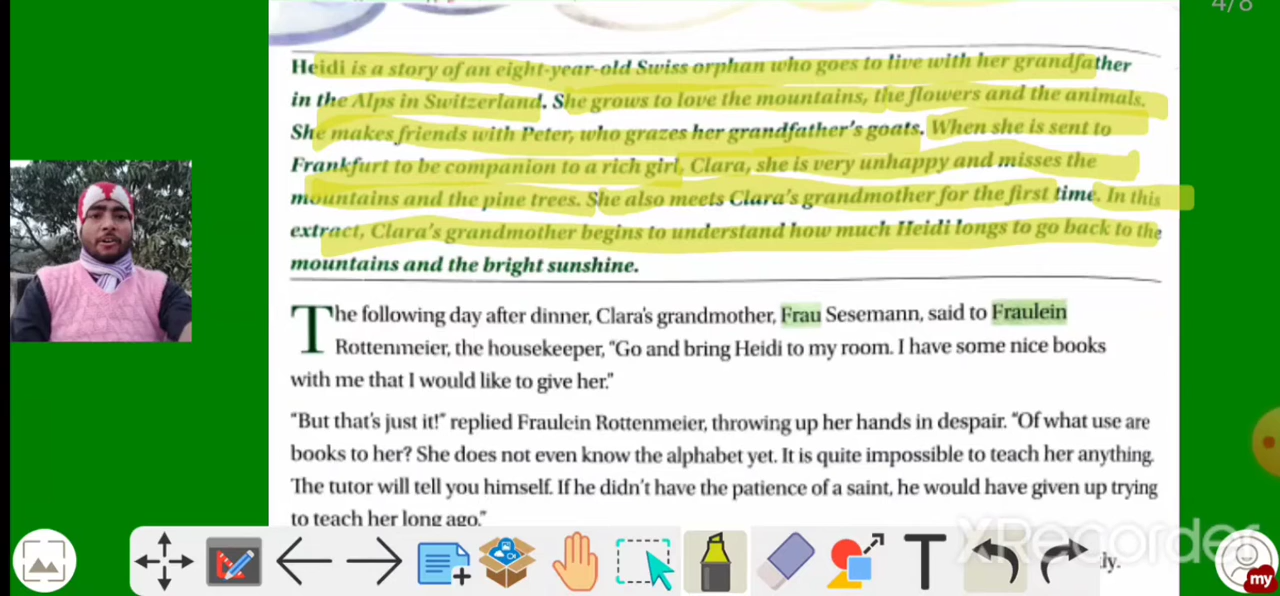 4/8
Heidi is a story of an eight-year-old Swiss orphan who goes to live with her grandfather
in the Alps in Switzerland. She grows to love the mountains, the flowers and the animals.
She makes friends with Peter, who grazes her grandfather's goats. When she is sent to
Frankfurt to be companion to a rich girl, Clara, she is very unhappy and misses the
mountains and the pine trees. She also meets Clara's grandmother for the first time. In this
extract, Clara's grandmother begins to understand how much Heidi longs to go back to the
mountains and the bright sunshine.
The following day after dinner, Clara's grandmother, Frau Sesemann, said to Fraulein
Rottenmeier, the housekeeper, "Go and bring Heidi to my room. I have some nice books
with me that I would like to give her."
"But that's just it!" replied Fraulein Rottenmeier, throwing up her hands in despair. "Of what use are
books to her? She does not even know the alphabet yet. It is quite impossible to teach her anything.
The tutor will tell you himself. If he didn't have the patience of a saint, he would have given up trying
to teach her long ago."
XRecorder
T
my